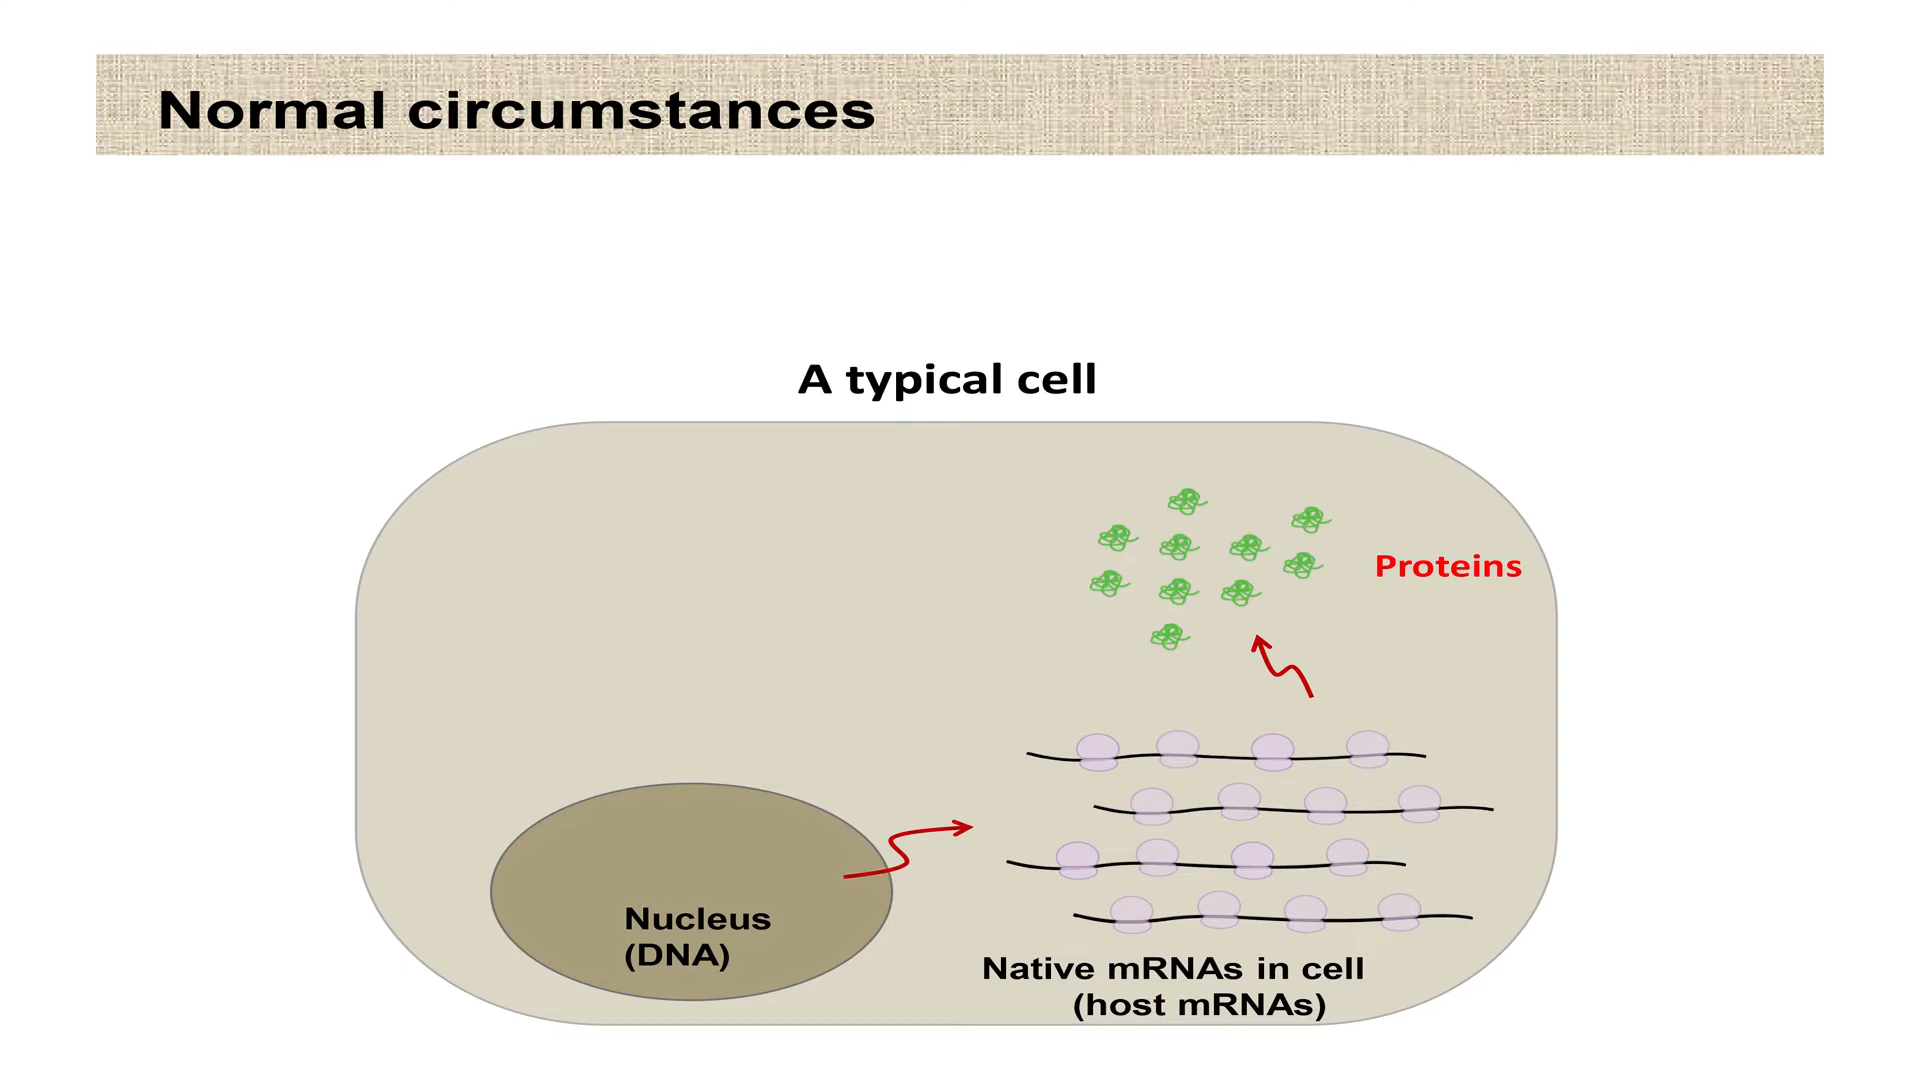 Normal circumstances
A typical cell
Proteins
Nucleus
(DNA)
Native mRNAs in cell
(host mRNAs)